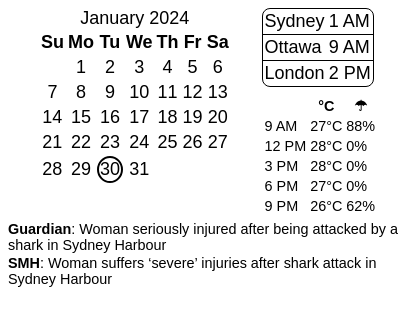 January 2024
Su Mo Tu We Th Fr Sa
1 2 3 4 5 6
7 8 9 10 11 12 13
14 15 16 17 18 19 20
21 22 23 24 25 26 27
28 29 30 31
Sydney 1 AM
Ottawa 9 AM
London 2 PM
°C ☂
9 AM 27°C 88%
12 PM 28°C 0%
3 PM 28°C 0%
6 PM 27°C 0%
9 PM 26°C 62%
Guardian: Woman seriously injured after being attacked by a
shark in Sydney Harbour
SMH: Woman suffers ‘severe’ injuries after shark attack in
Sydney Harbour